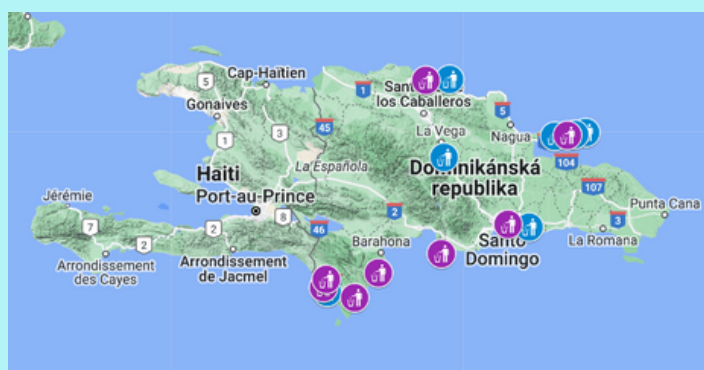 Cap-Haïtien
5
Gonaïves
1
Santi
los Caballeros
5
Nagua
1
3
45
La Vega
104
La Española
Dominikánská
republika
107
Haiti
Port-au-Prince
Punta Cana
Jérémie
8
2
3
7
2
2
46
Barahona
Santo
Domingo
La Romana
Arrondissement
des Cayes
Arrondissement
de Jacmel